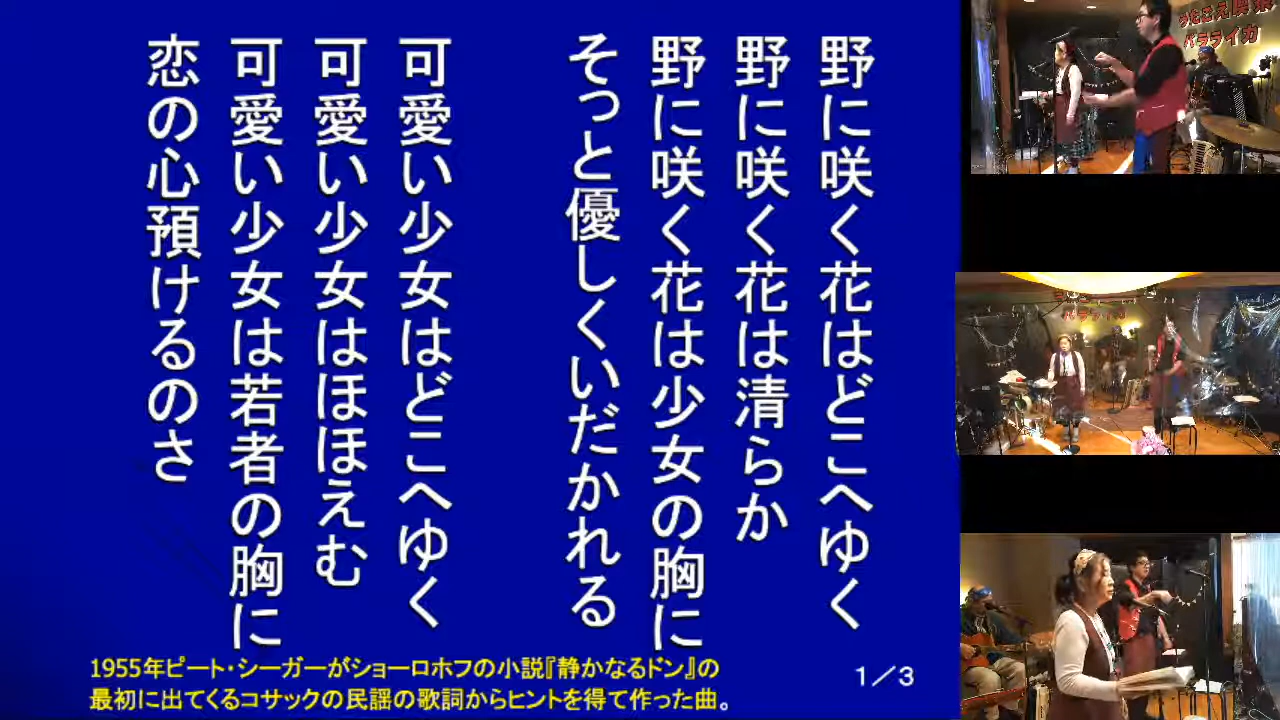 野に咲く花はどこへゆく
野に咲く花は清らか
野に咲く花は少女の胸に
そっと優しくいだかれる
可愛い少女はどこへゆく
可愛い少女はほほえむ
可愛い少女は若者の胸に
恋の心預けるのさ
1955年ピート・シーガーがショーロホフの小説『静かなるドン』の
最初に出てくるコサックの民謡の歌詞からヒントを得て作った曲。
1／3
バラライカ